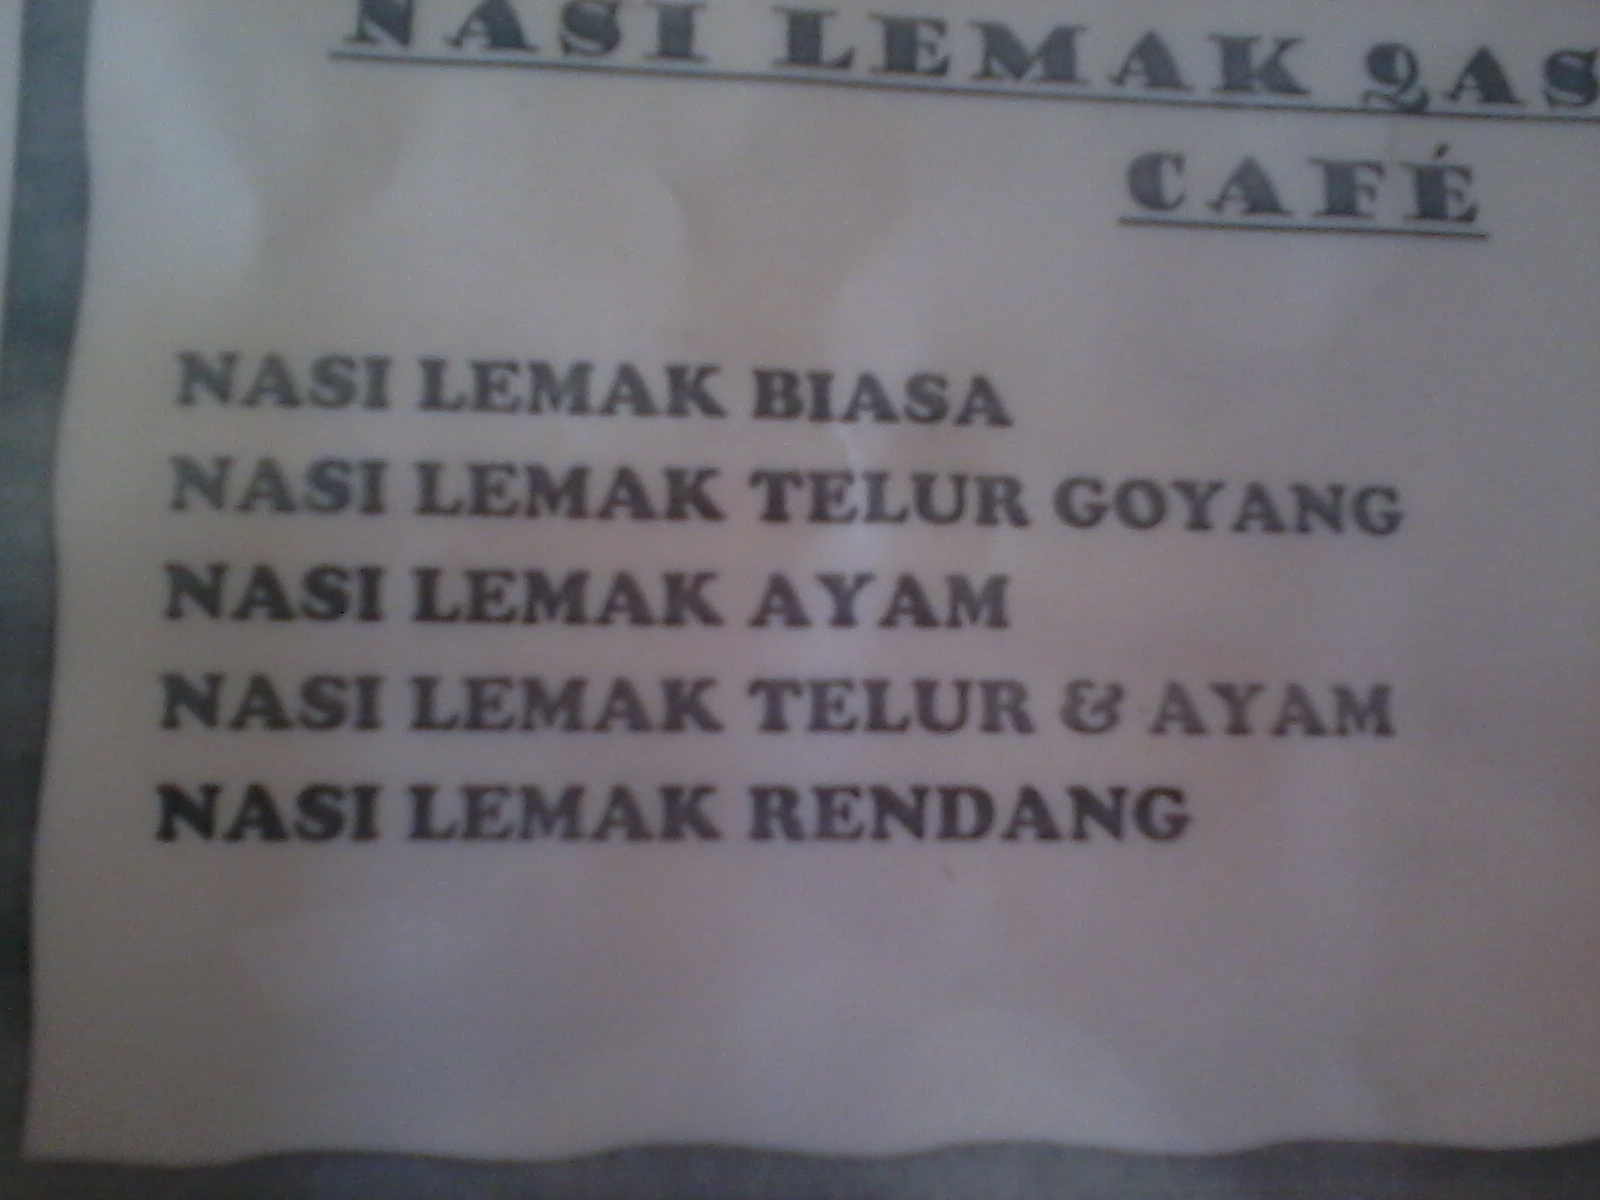 NASI LEMAK QAS
CAFÉ
NASI LEMAK BIASA
NASI LEMAK TELUR GOYANG
NASI LEMAK AYAM
NASI LEMAK TELUR & AYAM
NASI LEMAK RENDANG